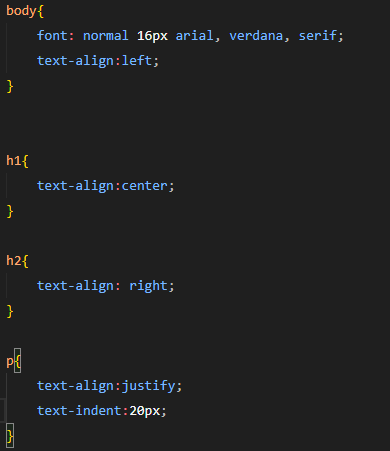 body{
font: normal 16px arial, verdana, serif;
text-align:left;
}
h1{
text-align:center;
}
h2{
text-align: right;
}
p{
text-align:justify;
text-indent:20px;
}